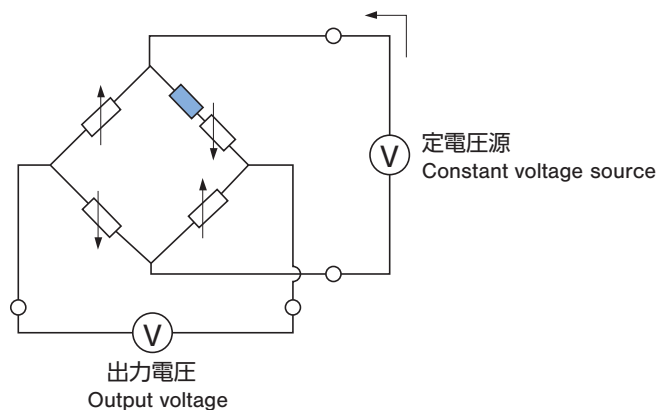 V
定電圧源
Constant voltage source
V
出力電圧
Output voltage